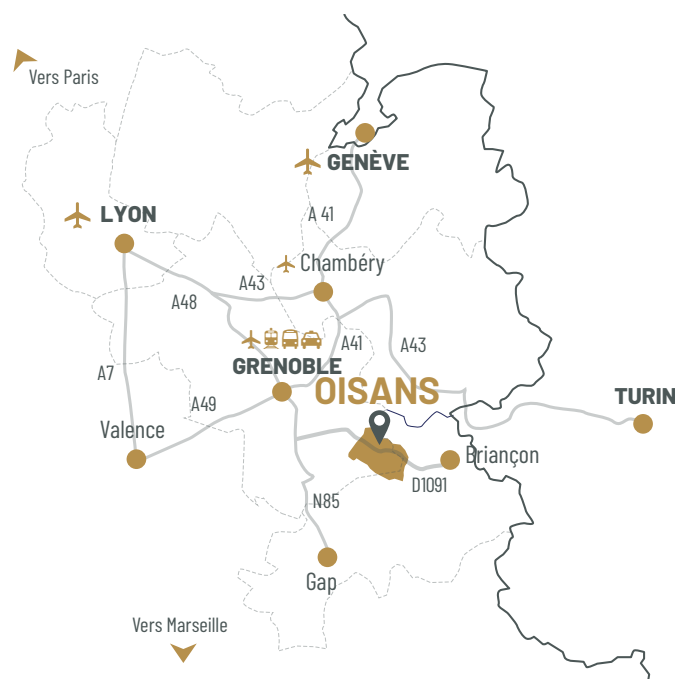 Vers Paris
GENÈVE
LYON
A 41
Chambéry
A43
A48
A41
A43
GRENOBLE
A7
OISANS
TURIN
A49
Valence
Briançon
D1091
N85
Gap
Vers Marseille